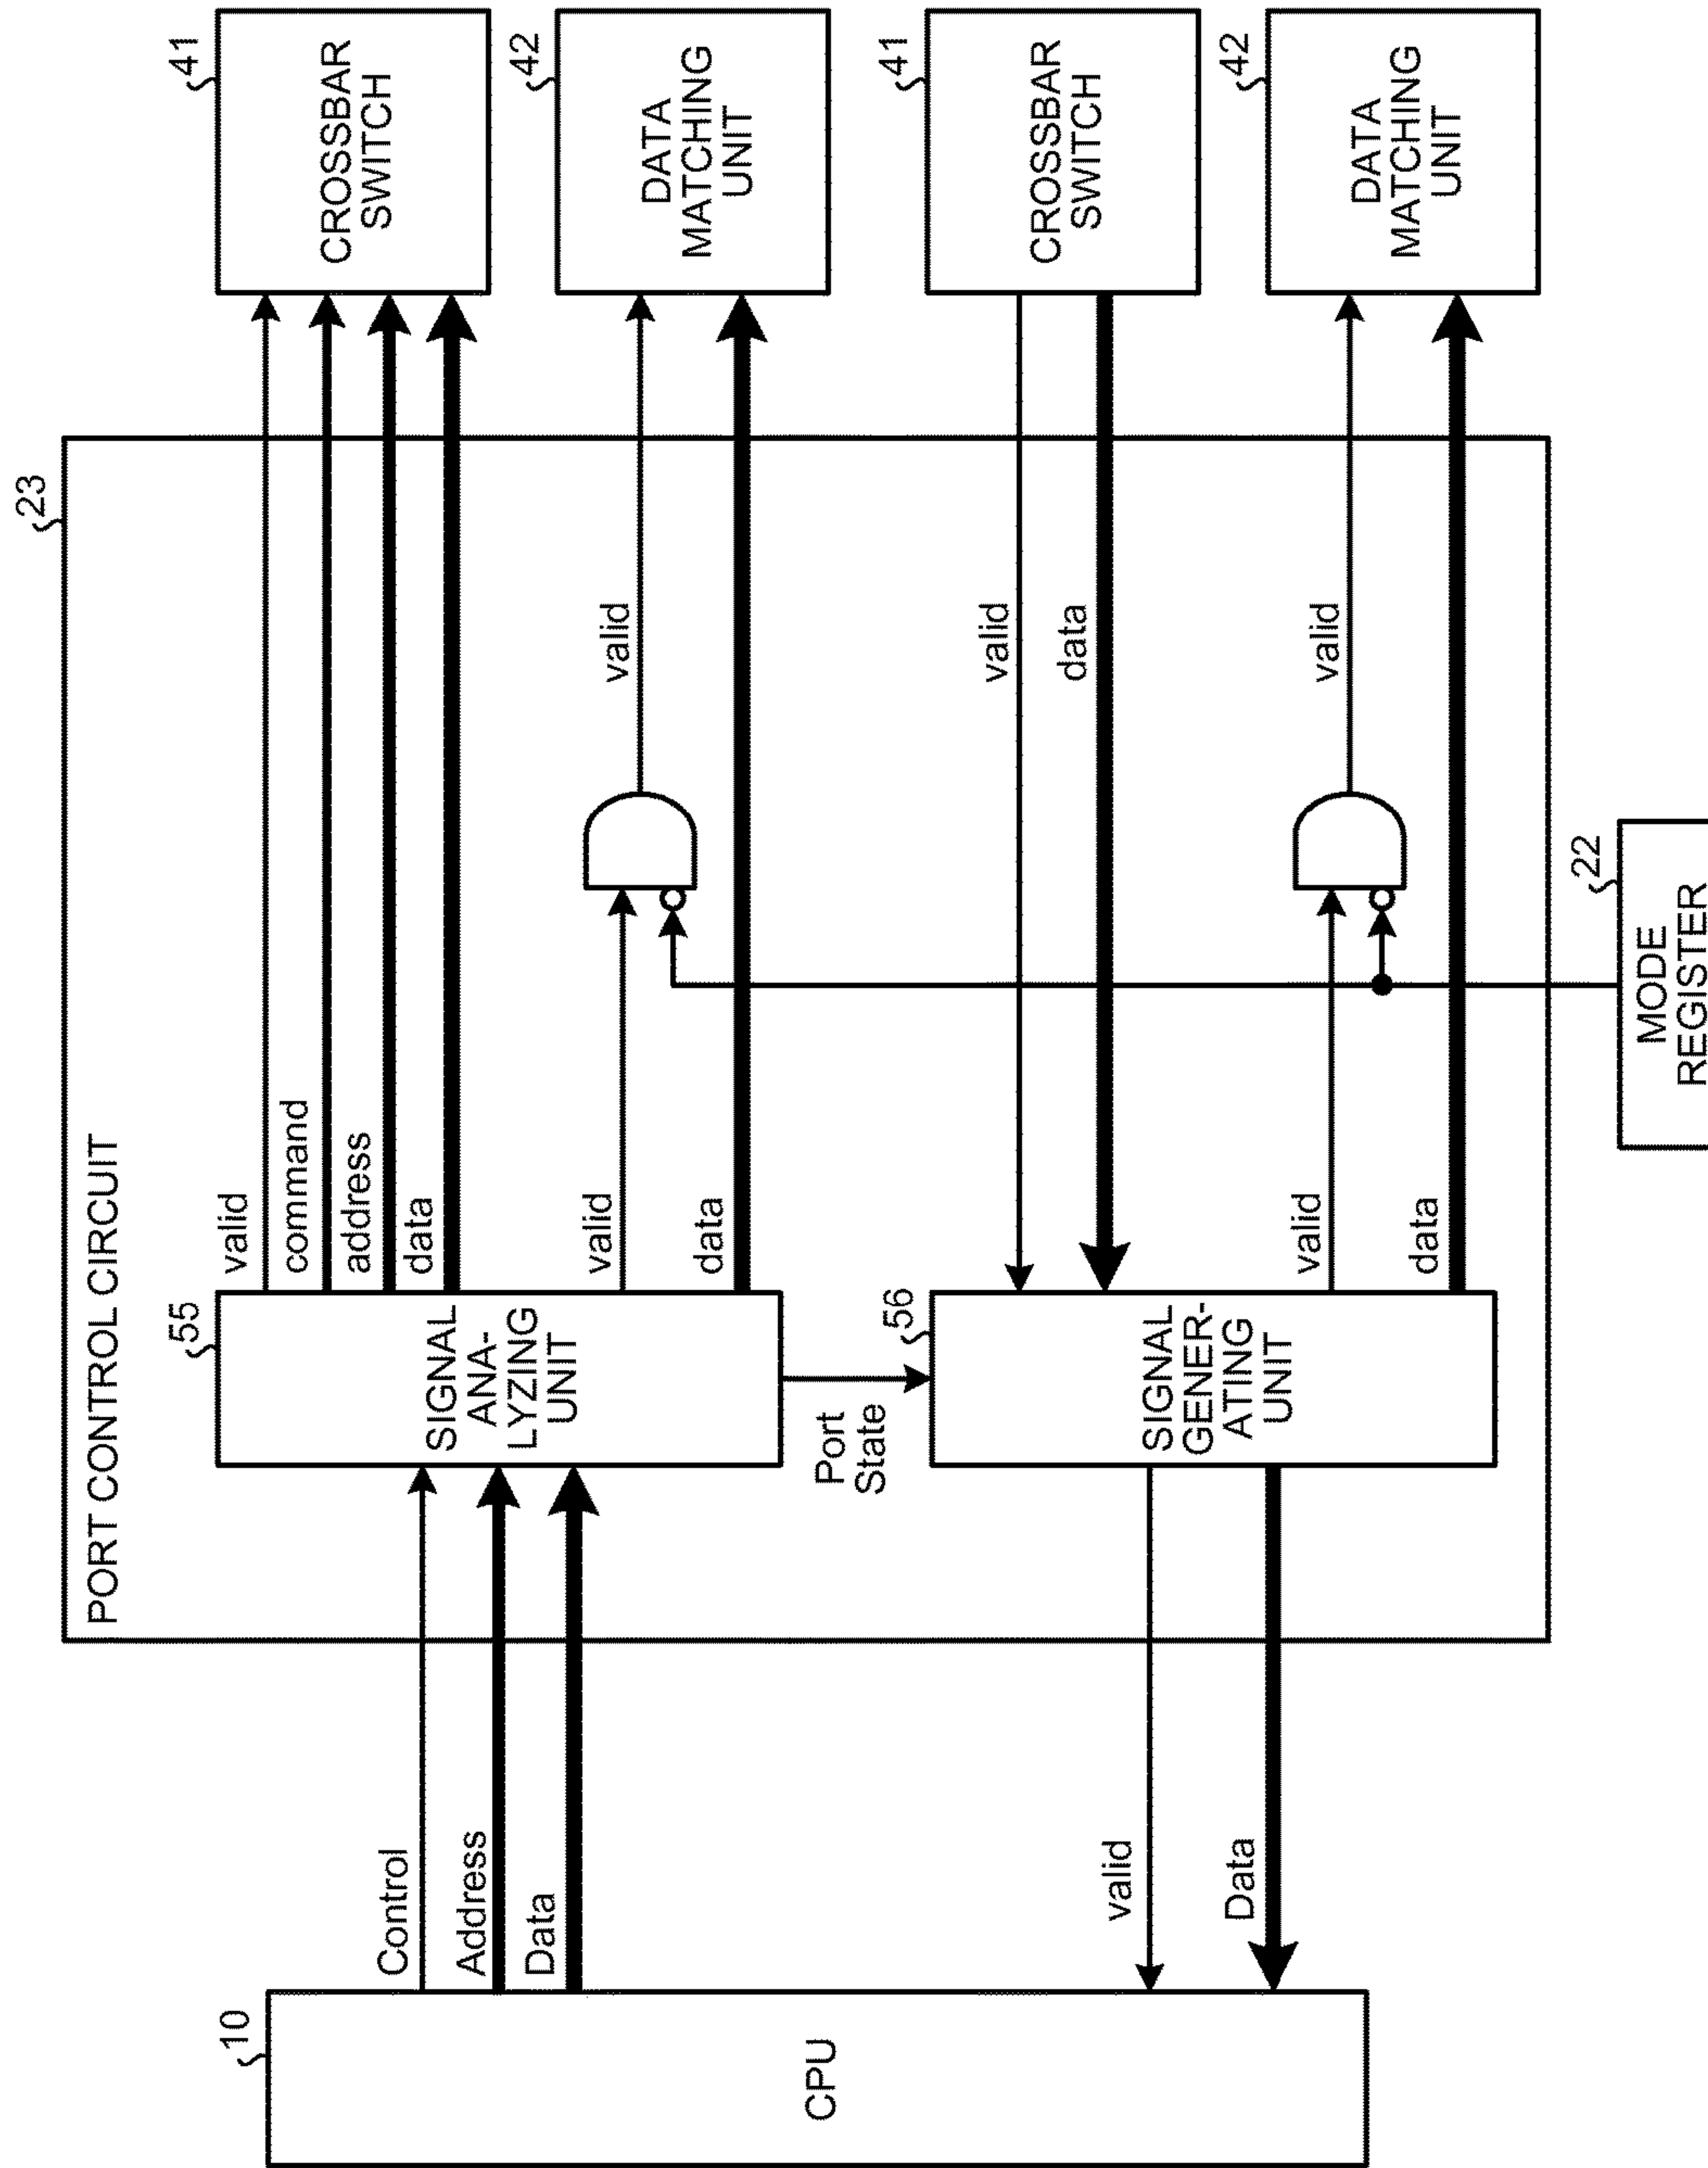 23
PORT CONTROL CIRCUIT
10
CPU
Control
Address
Data
valid
Data
55
SIGNAL
ANA-
LYZING
UNIT
Port
State
56
SIGNAL
GENER-
ATING
UNIT
valid
command
address
data
valid
data
valid
valid
data
valid
data
valid
22
MODE
REGISTER
41
CROSSBAR
SWITCH
42
DATA
MATCHING
UNIT
41
CROSSBAR
SWITCH
42
DATA
MATCHING
UNIT